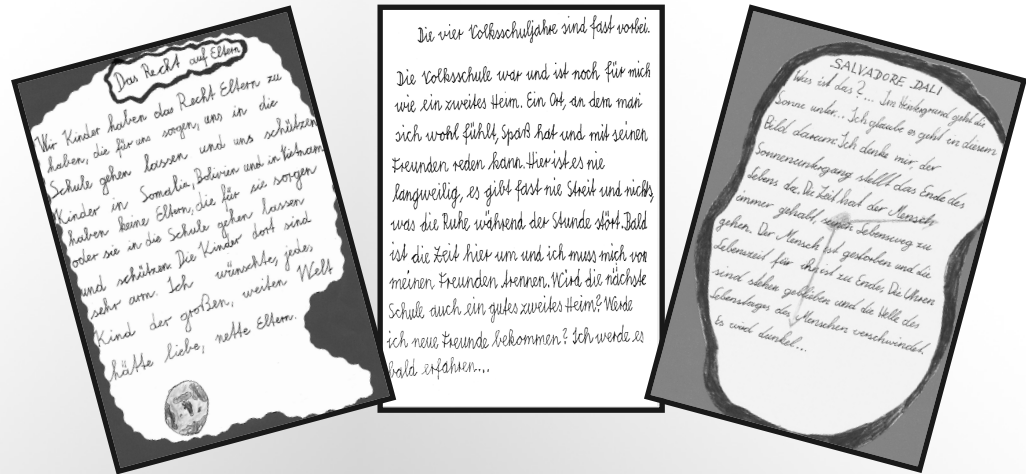 Das Recht auf Eltern
Wir Kinder haben das Recht Eltern zu
haben, die für uns sorgen, uns in die
Schule gehen lassen und uns schützen
Kinder in Somalia, Bolivien und in Vietnam
haben keine Eltern, die für sie sorgen
oder sie in die Schule gehen lassen
und schützen. Die Kinder dort sind
sehr arm. Ich wünschte, jedes
Kind der großen, weiten Welt
hätte liebe, nette Eltern.
Die vier Volksschuljahre sind fast vorbei.
Die Volksschule war und ist noch für mich
wie ein zweites Heim. Ein Ort, an dem man
sich wohl fühlt, Spaß hat und mit seinen
Freunden reden kann. Hier ist es nie
langweilig, es gibt fast nie Streit und nichts,
was die Ruhe während der Stunde stört. Bald
ist die Zeit hier um und ich muss mich von
meinen Freunden trennen. Wird die nächste
Schule auch ein gutes zweites Heim? Werde
ich neue Freunde bekommen? Ich werde es
bald erfahren...
SALVADORE DALI
Was ist das?... Im Hintergrund geht die
Sonne unter... Ich glaube es geht in diesem
Bild darum: Ich denke mir, der
Sonnenuntergang stellt das Ende des
Lebens da. Die Zeit hat der Mensch
immer gehabt, seinen Lebensweg zu
gehen. Der Mensch ist gestorben und die
Lebenszeit für ihn ist zu Ende. Die Uhren
sind stehen geblieben und die Helle des
Lebenstages des Menschen verschwindet.
Es wird dunkel...